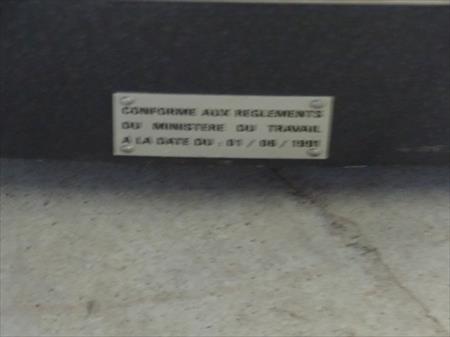 CONFORME AUX REGLEMENTS
DU MINISTERE DU TRAVAIL
A LA DATE DU : 01 / 06 / 1991